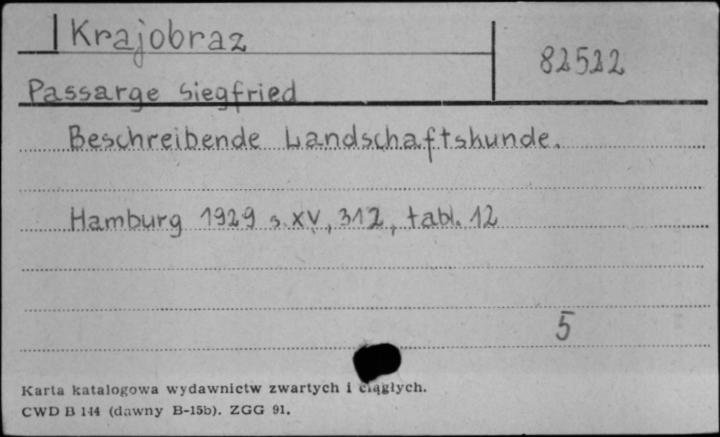 Krajobraz
82522
Passarge Siegfried
Beschreibende Landschaftskunde.
Hamburg 1929 s. XV, 312, tabl. 12
5
Karta katalogowa wydawnictw zwartych i ciągłych.
CWD B 144 (dawny B-15b). ZGG 91.